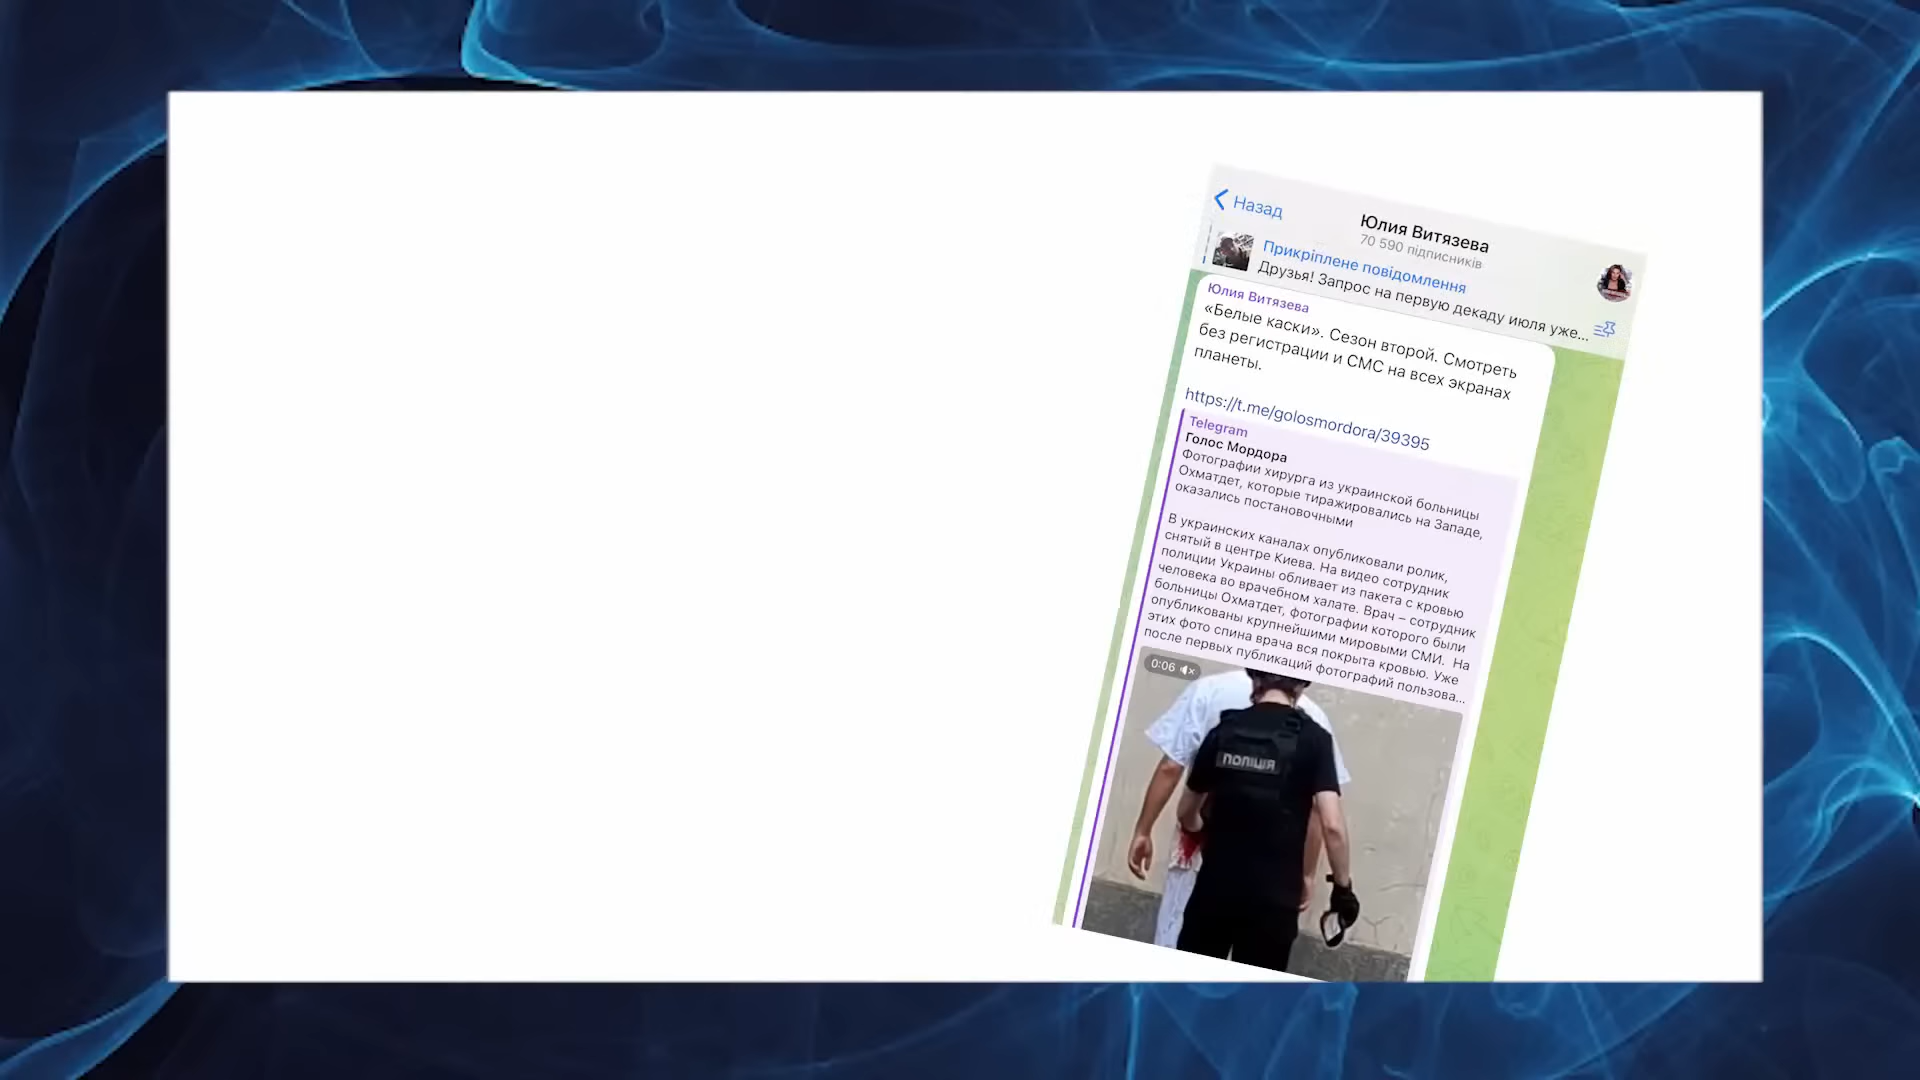 Назад
Юлия Витязева
70 590 підписників
Прикріплене повідомлення
Друзья! Запрос на первую декаду июля уже...
Юлия Витязева
«Белые каски». Сезон второй. Смотреть
без регистрации и СМС на всех экранах
планеты.
https://t.me/golosmordora/39395
Telegram
Голос Мордора
Фотографии хирурга из украинской больницы
Охматдет, которые тиражировались на Западе,
оказались постановочными
В украинских каналах опубликовали ролик,
снятый в центре Киева. На видео сотрудник
полиции Украины обливает из пакета с кровью
человека во врачебном халате. Врач – сотрудник
больницы Охматдет, фотографии которого были
опубликованы крупнейшими мировыми СМИ. На
этих фото спина врача вся покрыта кровью. Уже
после первых публикаций фотографий пользова...
0:06
ПОЛІЦІЯ